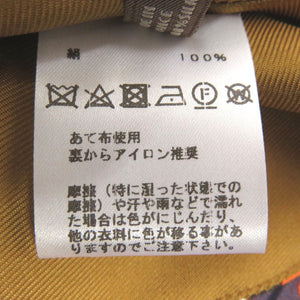 絹 100%
あて布使用
裏からアイロン推奨
摩擦（特に湿った状態での
摩擦）や汗や雨などで濡れ
た場合は色がにじんだり、
他の衣料に色が移る事があ
りますのでご注意下さい。